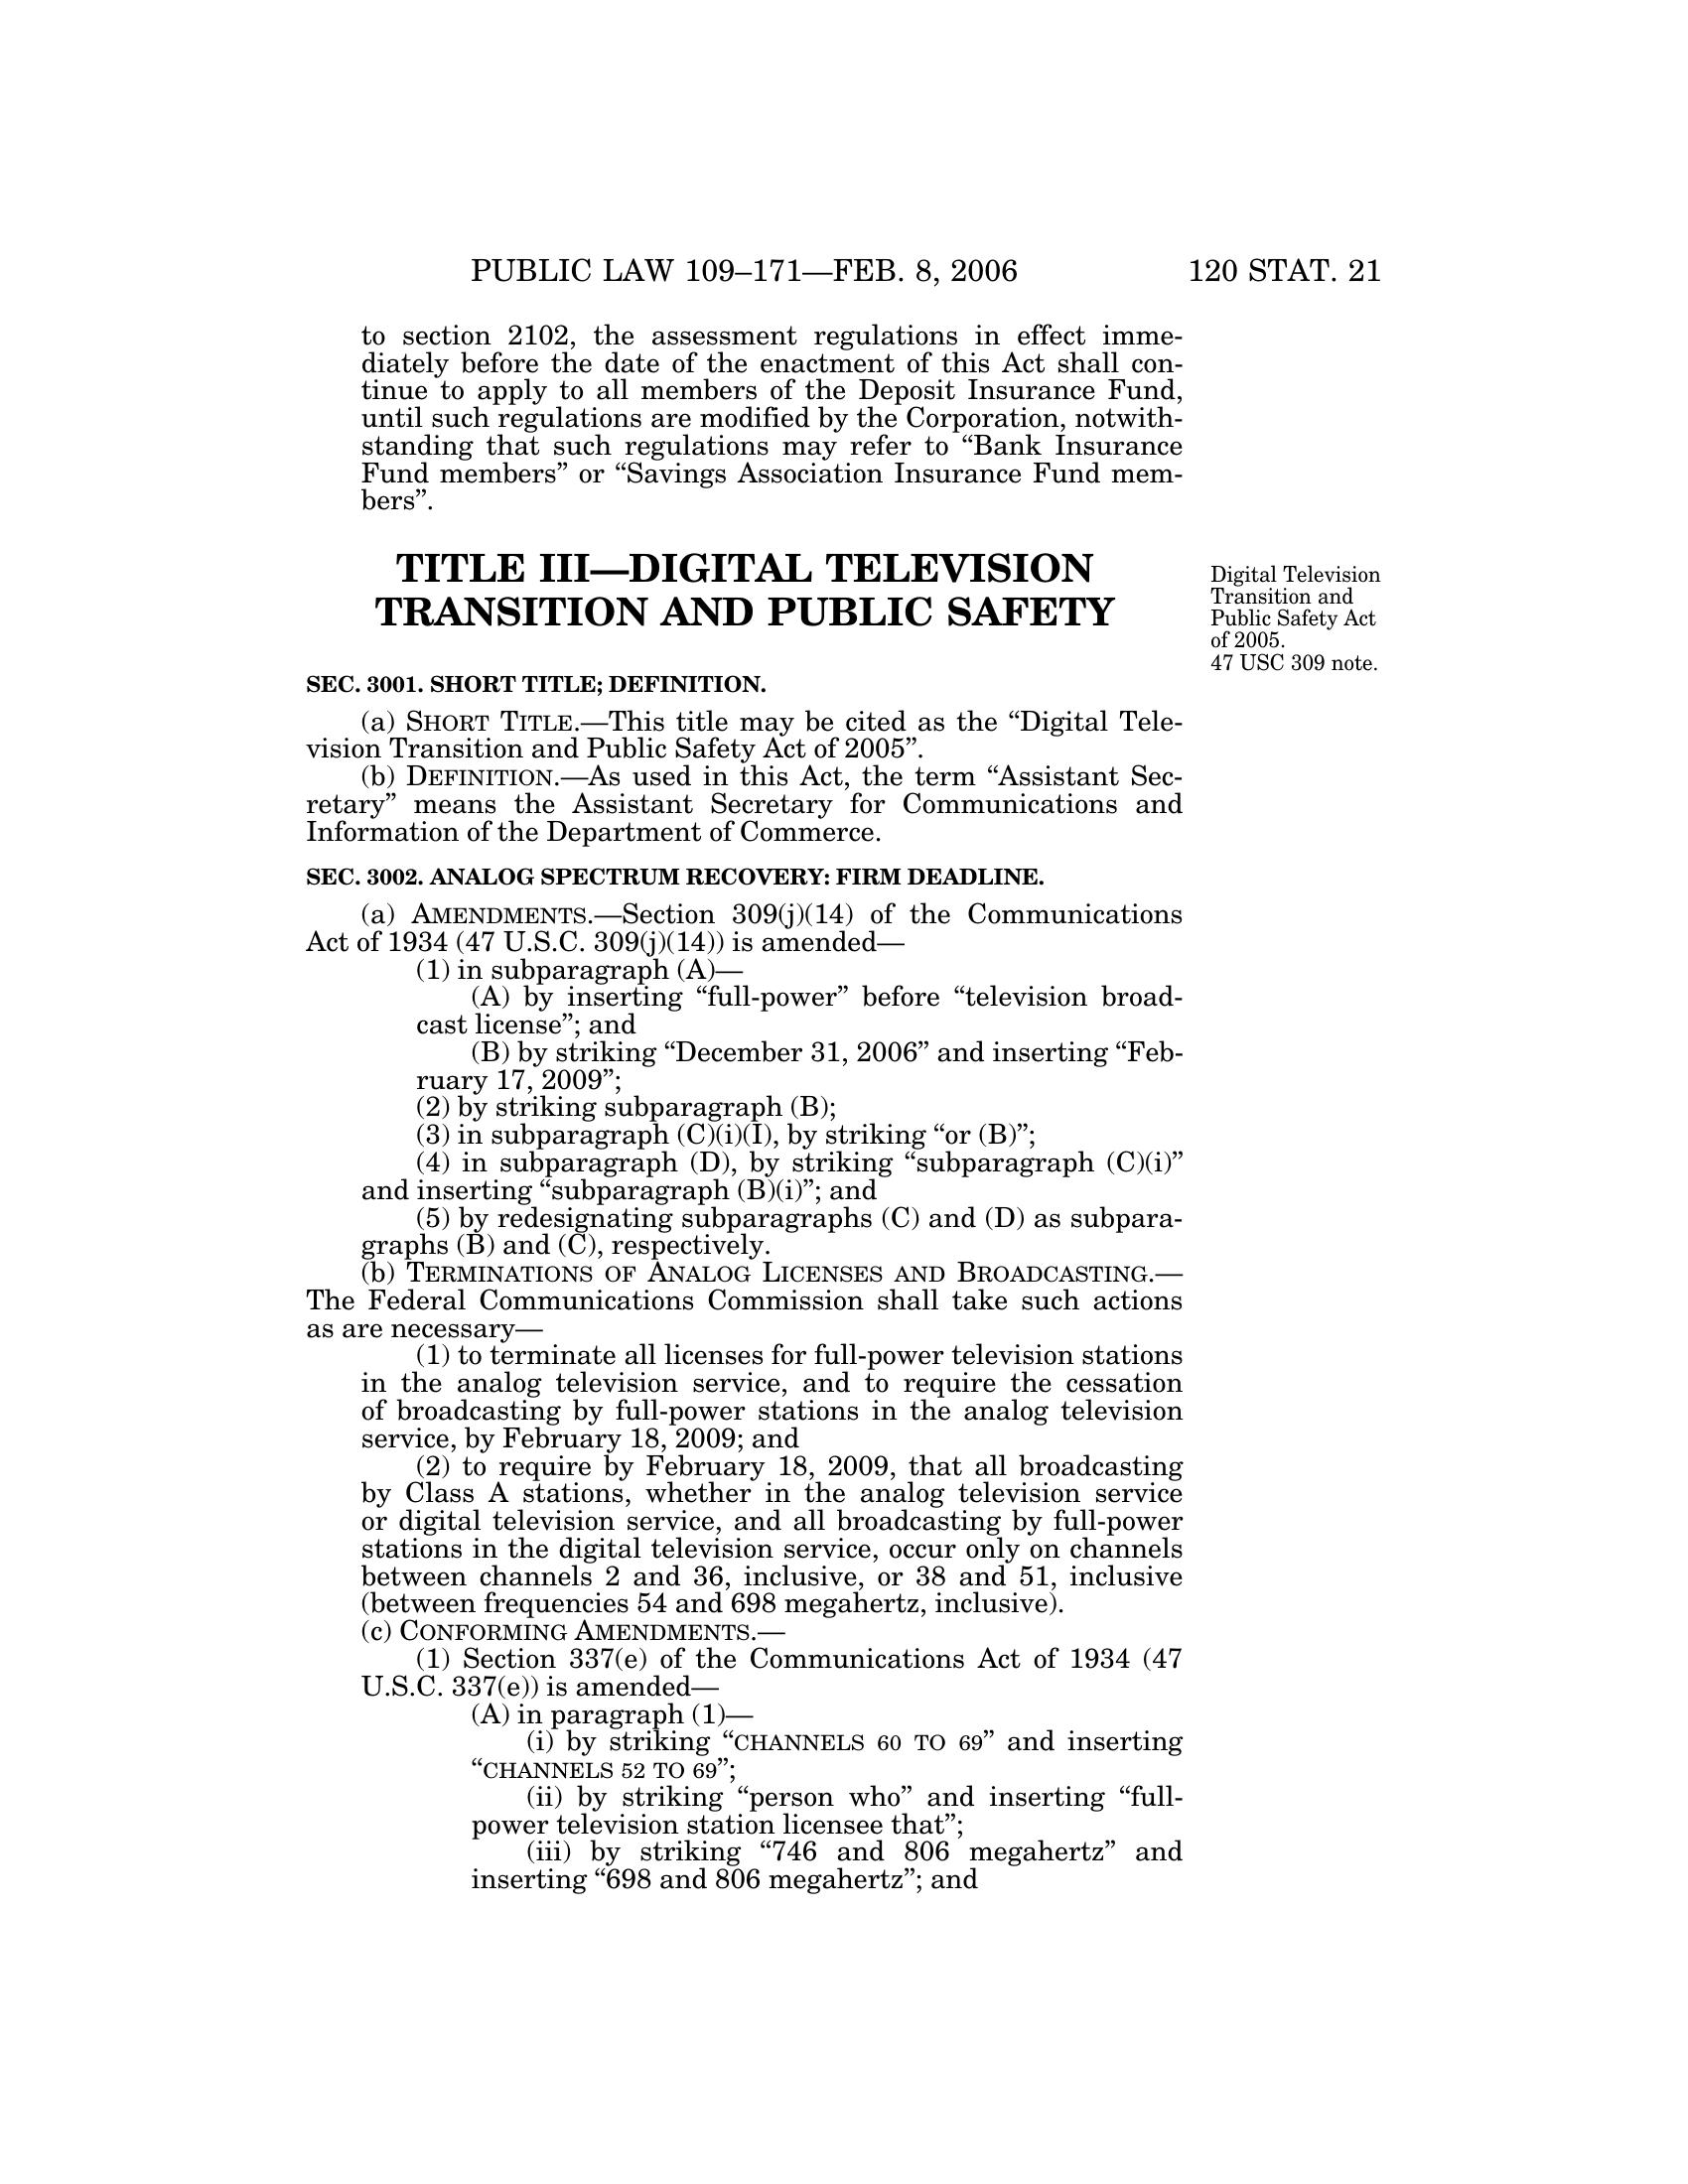 PUBLIC LAW 109–171—FEB. 8, 2006 120 STAT. 21
to section 2102, the assessment regulations in effect imme-
diately before the date of the enactment of this Act shall con-
tinue to apply to all members of the Deposit Insurance Fund,
until such regulations are modified by the Corporation, notwith-
standing that such regulations may refer to “Bank Insurance
Fund members” or “Savings Association Insurance Fund mem-
bers”.
TITLE III—DIGITAL TELEVISION
TRANSITION AND PUBLIC SAFETY
Digital Television
Transition and
Public Safety Act
of 2005.
47 USC 309 note.
SEC. 3001. SHORT TITLE; DEFINITION.
(a) SHORT TITLE.—This title may be cited as the “Digital Tele-
vision Transition and Public Safety Act of 2005”.
(b) DEFINITION.—As used in this Act, the term “Assistant Sec-
retary” means the Assistant Secretary for Communications and
Information of the Department of Commerce.
SEC. 3002. ANALOG SPECTRUM RECOVERY: FIRM DEADLINE.
(a) AMENDMENTS.—Section 309(j)(14) of the Communications
Act of 1934 (47 U.S.C. 309(j)(14)) is amended—
(1) in subparagraph (A)—
(A) by inserting “full-power” before “television broad-
cast license”; and
(B) by striking “December 31, 2006” and inserting “Feb-
ruary 17, 2009”;
(2) by striking subparagraph (B);
(3) in subparagraph (C)(i)(I), by striking “or (B)”;
(4) in subparagraph (D), by striking “subparagraph (C)(i)”
and inserting “subparagraph (B)(i)”; and
(5) by redesignating subparagraphs (C) and (D) as subpara-
graphs (B) and (C), respectively.
(b) TERMINATIONS OF ANALOG LICENSES AND BROADCASTING.—
The Federal Communications Commission shall take such actions
as are necessary—
(1) to terminate all licenses for full-power television stations
in the analog television service, and to require the cessation
of broadcasting by full-power stations in the analog television
service, by February 18, 2009; and
(2) to require by February 18, 2009, that all broadcasting
by Class A stations, whether in the analog television service
or digital television service, and all broadcasting by full-power
stations in the digital television service, occur only on channels
between channels 2 and 36, inclusive, or 38 and 51, inclusive
(between frequencies 54 and 698 megahertz, inclusive).
(c) CONFORMING AMENDMENTS.—
(1) Section 337(e) of the Communications Act of 1934 (47
U.S.C. 337(e)) is amended—
(A) in paragraph (1)—
(i) by striking “CHANNELS 60 TO 69” and inserting
“CHANNELS 52 TO 69”;
(ii) by striking “person who” and inserting “full-
power television station licensee that”;
(iii) by striking “746 and 806 megahertz” and
inserting “698 and 806 megahertz”; and